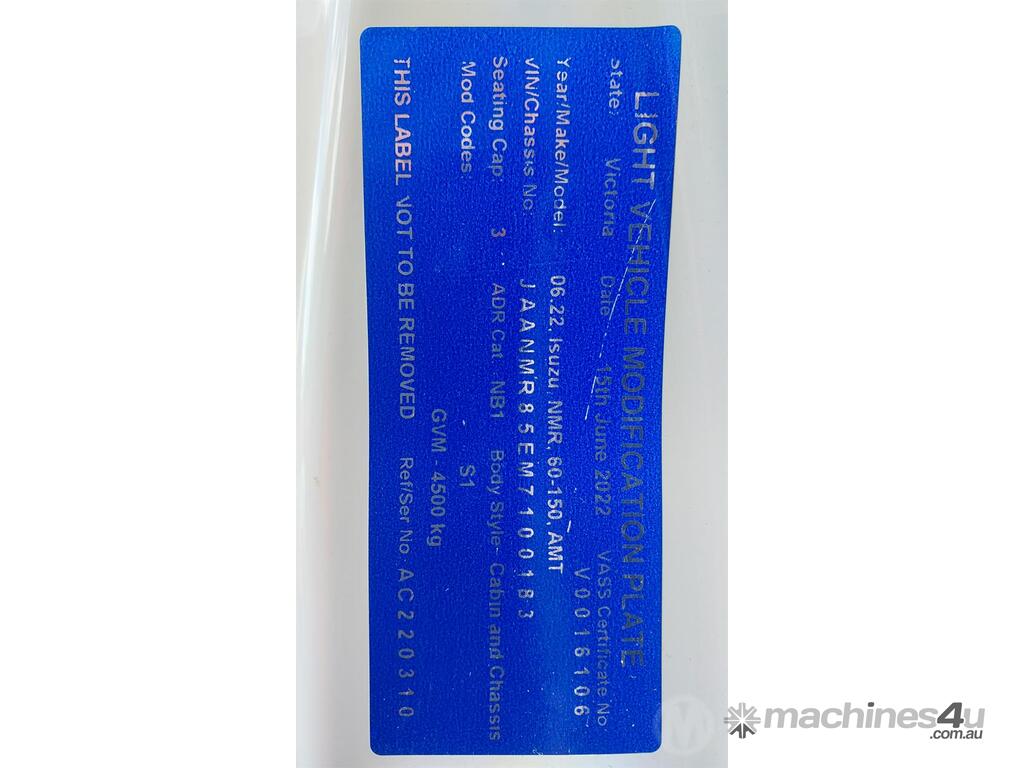 LIGHT VEHICLE MODIFICATION PLATE
State: Victoria Date 15th June 2022 VASS Certificate No
V0016106
Year/Make/Model: 06.22, Isuzu, NMR, 60-150, AMT
VIN/Chassis No: JAANMR85EM7100183
Seating Cap: 3 ADR Cat. NB1 Body Style- Cabin and Chassis
Mod Codes: S1
GVM - 4500 kg
THIS LABEL NOT TO BE REMOVED Ref/Ser No. AC220310
machines4u
.com.au